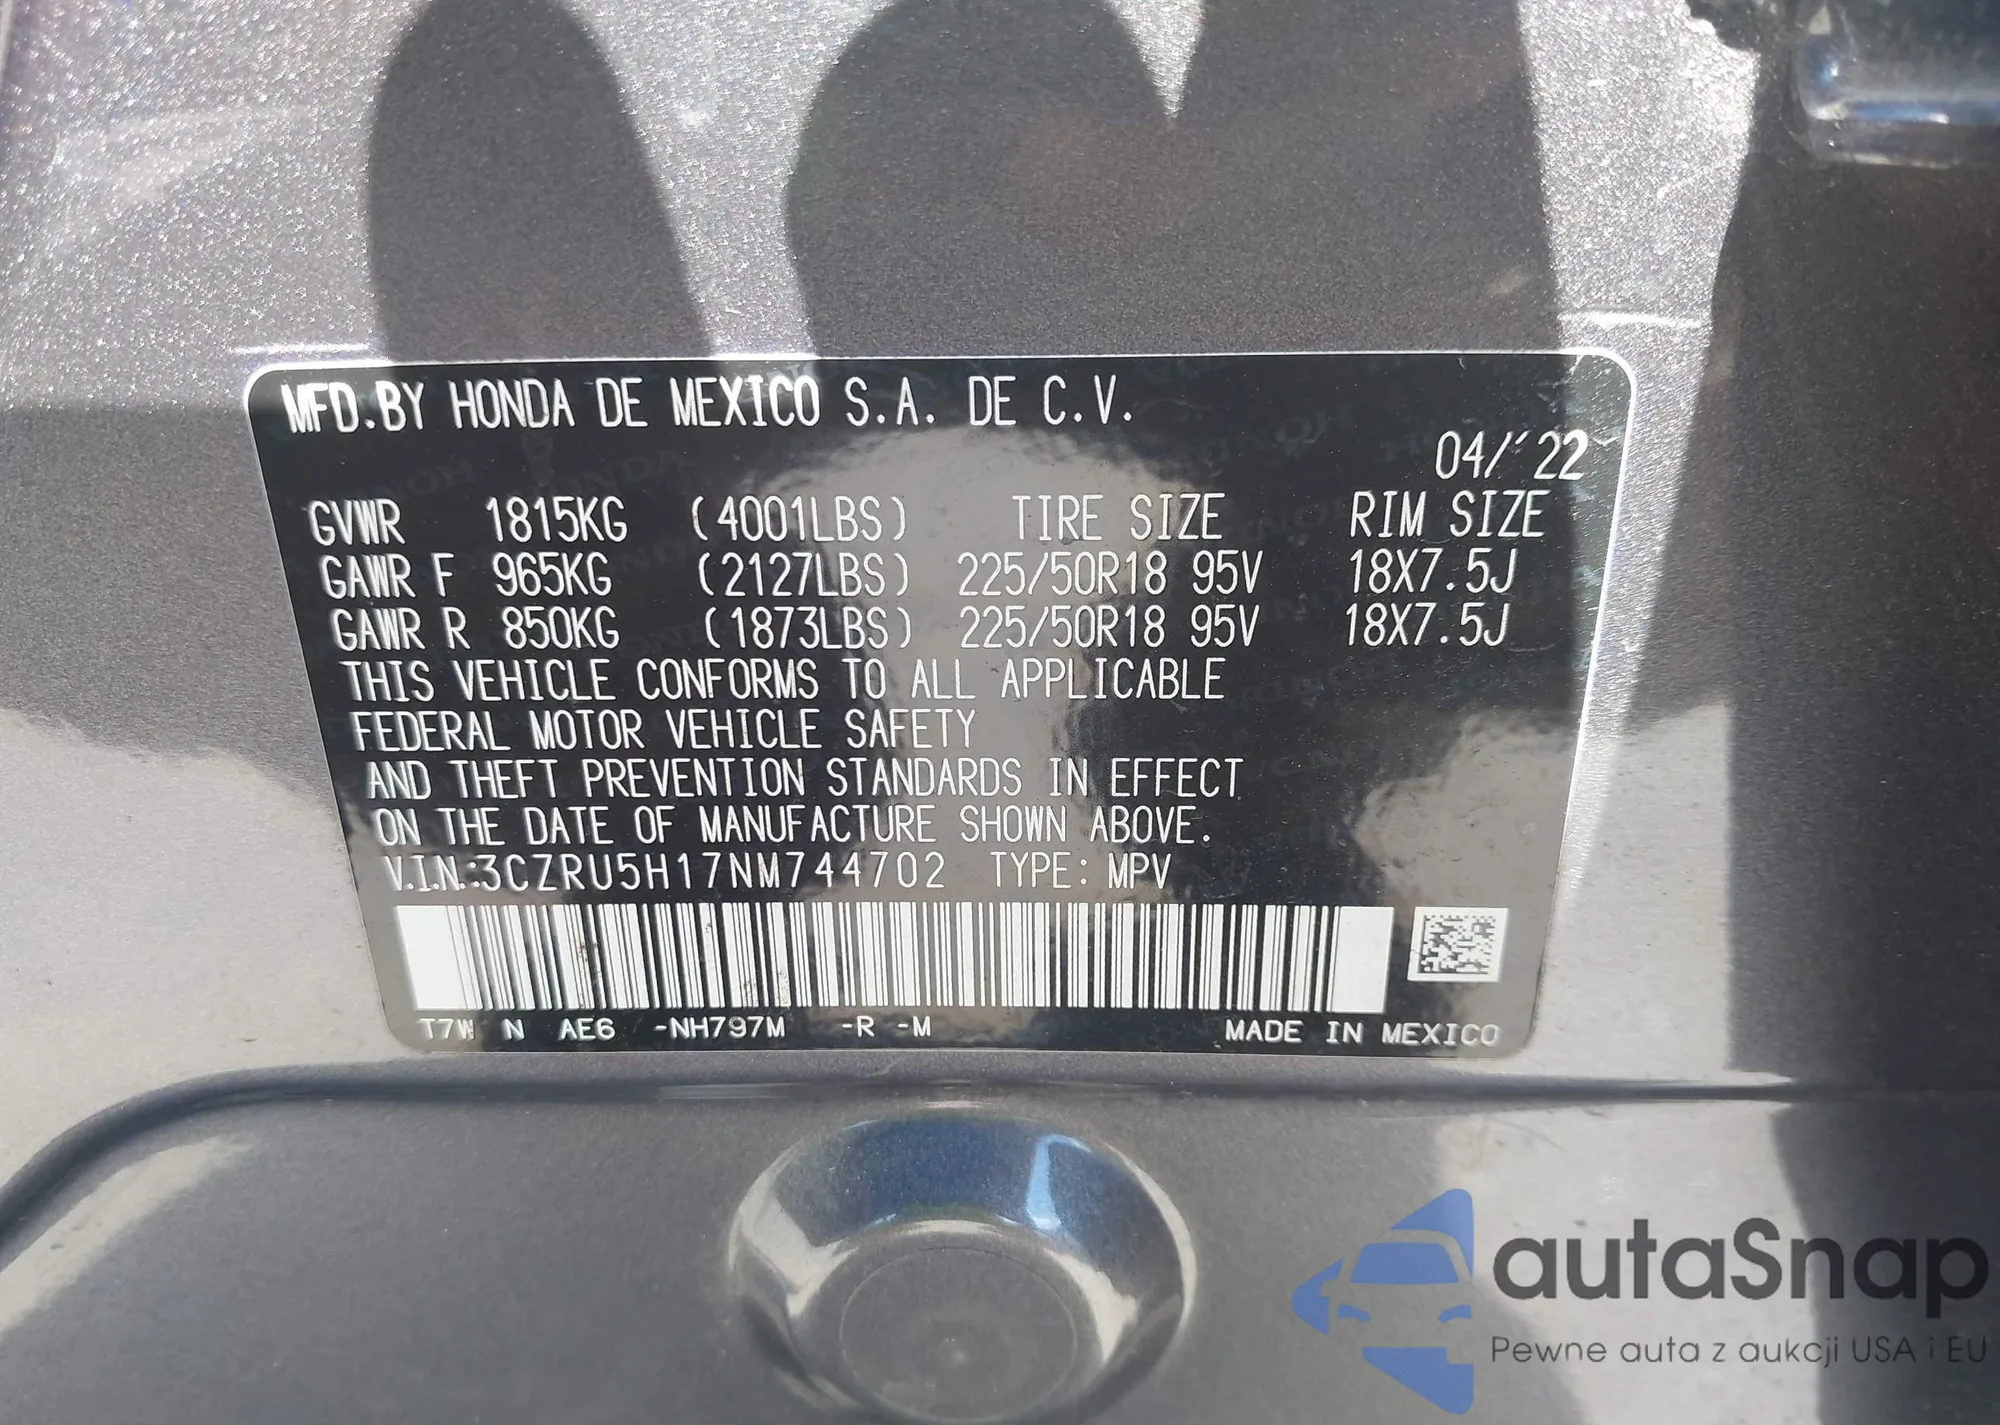 MFD.BY HONDA DE MEXICO S.A. DE C.V.
04/'22
GVWR 1815KG (4001LBS) TIRE SIZE RIM SIZE
GAWR F 965KG (2127LBS) 225/50R18 95V 18X7.5J
GAWR R 850KG (1873LBS) 225/50R18 95V 18X7.5J
THIS VEHICLE CONFORMS TO ALL APPLICABLE
FEDERAL MOTOR VEHICLE SAFETY
AND THEFT PREVENTION STANDARDS IN EFFECT
ON THE DATE OF MANUFACTURE SHOWN ABOVE.
V.I.N.:3CZRU5H17NM744702 TYPE: MPV
T7W N AE6 -NH797M -R -M MADE IN MEXICO
autaSnap
Pewne auta z aukcji USA i EU